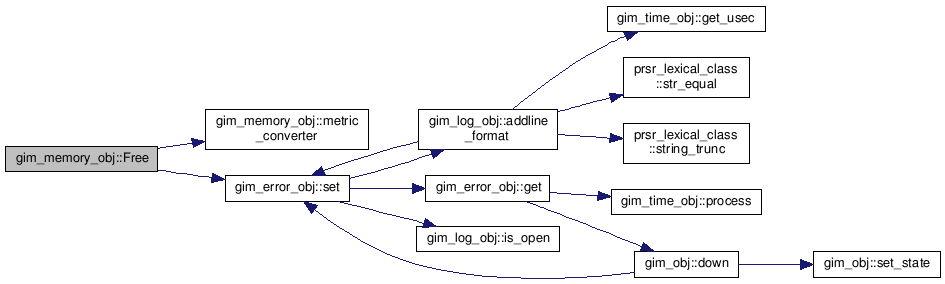 gim_time_obj::get_usec
prsr_lexical_class
::str_equal
gim_memory_obj::metric
_converter
gim_log_obj::addline
_format
prsr_lexical_class
::string_trunc
gim_memory_obj::Free
gim_error_obj::set
gim_error_obj::get
gim_time_obj::process
gim_log_obj::is_open
gim_obj::down
gim_obj::set_state